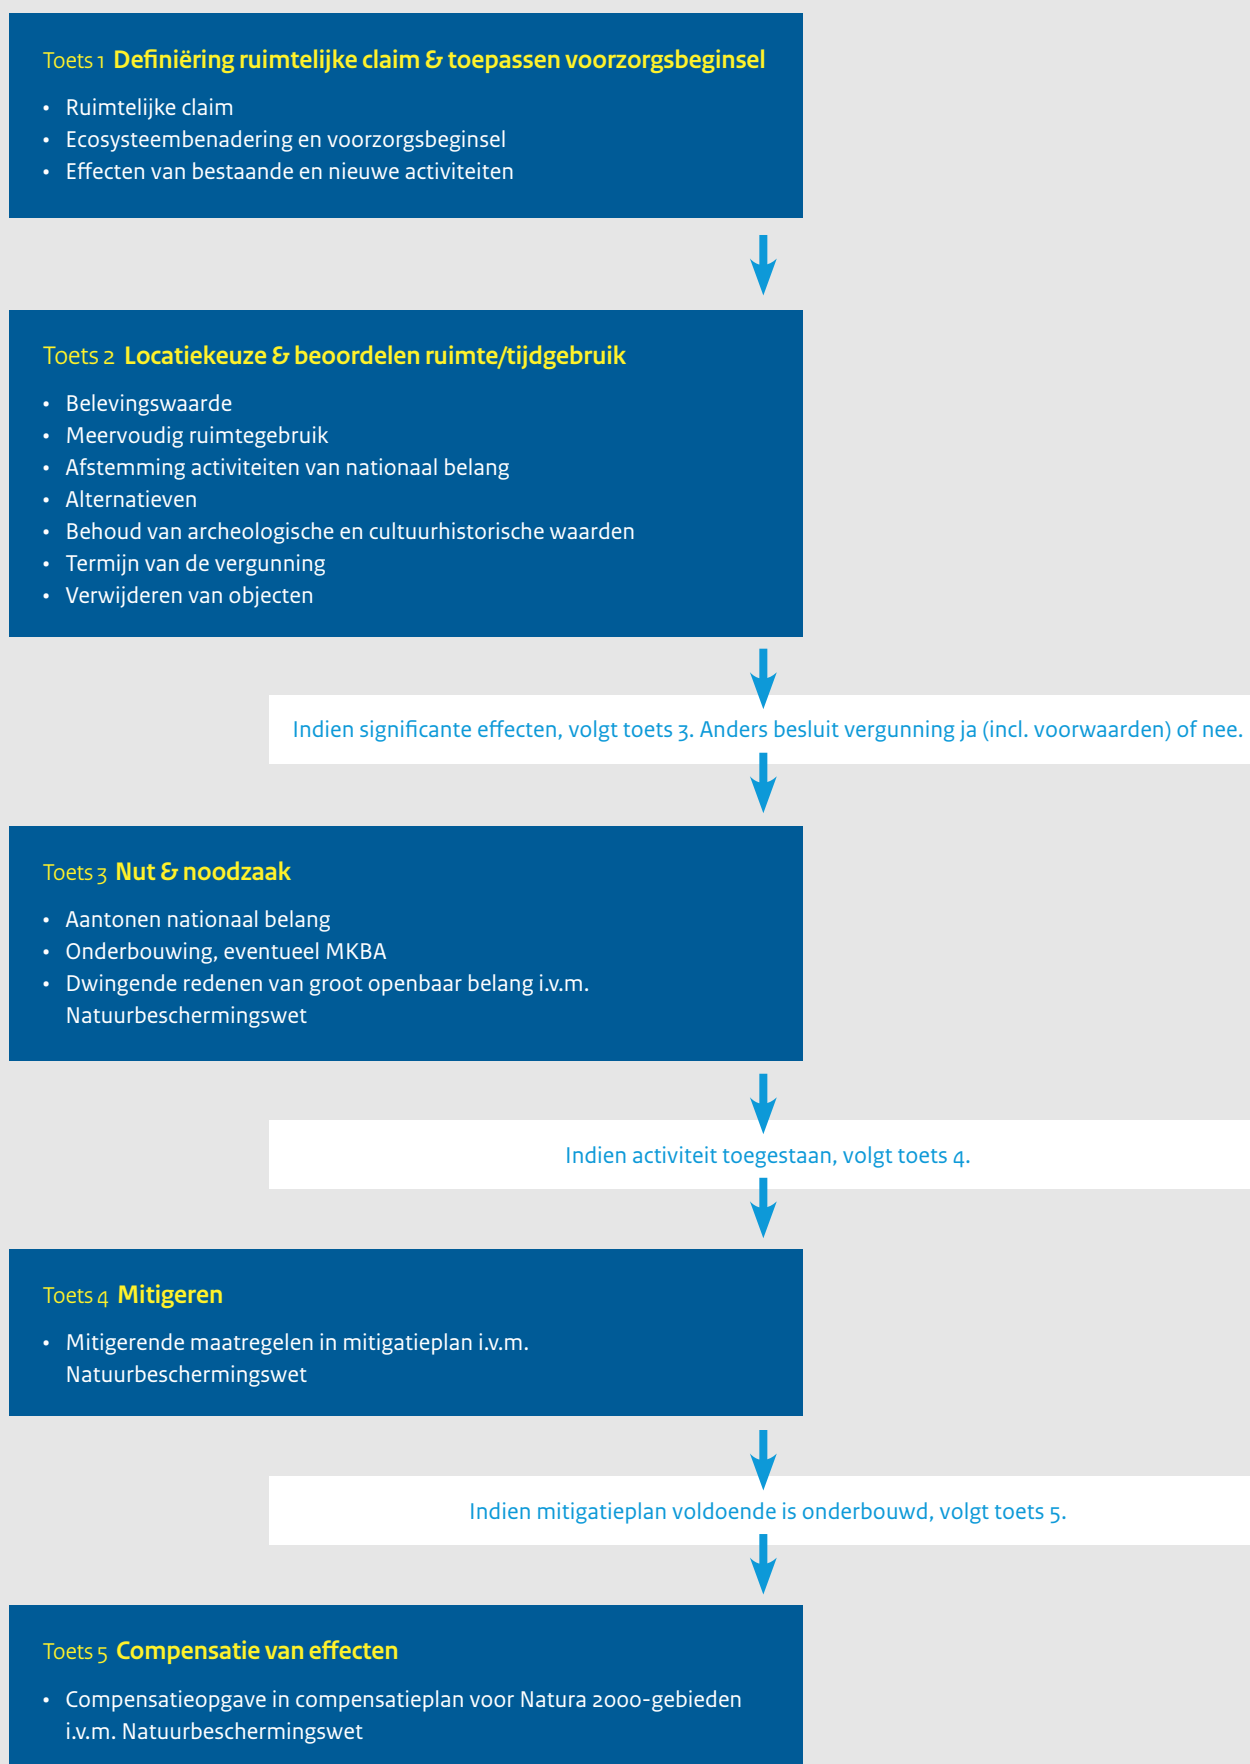 Toets 1 Definiëring ruimtelijke claim & toepassen voorzorgsbeginsel
• Ruimtelijke claim
• Ecosysteembenadering en voorzorgsbeginsel
• Effecten van bestaande en nieuwe activiteiten
Toets 2 Locatiekeuze & beoordelen ruimte/tijdgebruik
• Belevingswaarde
• Meervoudig ruimtegebruik
• Afstemming activiteiten van nationaal belang
• Alternatieven
• Behoud van archeologische en cultuurhistorische waarden
• Termijn van de vergunning
• Verwijderen van objecten
Indien significante effecten, volgt toets 3. Anders besluit vergunning ja (incl. voorwaarden) of nee.
Toets 3 Nut & noodzaak
• Aantonen nationaal belang
• Onderbouwing, eventueel MKBA
• Dwingende redenen van groot openbaar belang i.v.m.
Natuurbeschermingswet
Indien activiteit toegestaan, volgt toets 4.
Toets 4 Mitigeren
• Mitigerende maatregelen in mitigatieplan i.v.m.
Natuurbeschermingswet
Indien mitigatieplan voldoende is onderbouwd, volgt toets 5.
Toets 5 Compensatie van effecten
• Compensatieopgave in compensatieplan voor Natura 2000-gebieden
i.v.m. Natuurbeschermingswet